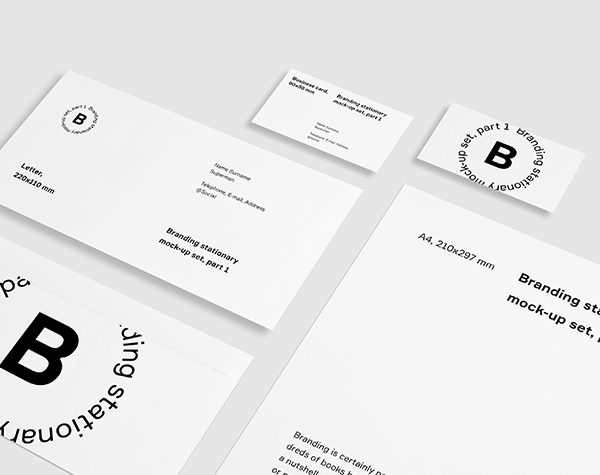 Branding stationary mock-up set, part 1
B
Letter,
220x110 mm
Name Surname
Superman
Telephone, E-mail, Address
@Social
Branding stationary
mock-up set, part 1
Business card,
90x50 mm
Branding stationary
mock-up set, part 1
Name Surname
Superman
Telephone, E-mail, Address
@Social
Branding stationary mock-up set, part 1
B
A4, 210x297 mm
Branding sta
mock-up set, p
Branding is certainly no
dreds of books h
a nutshell
pa
ding stationary
B